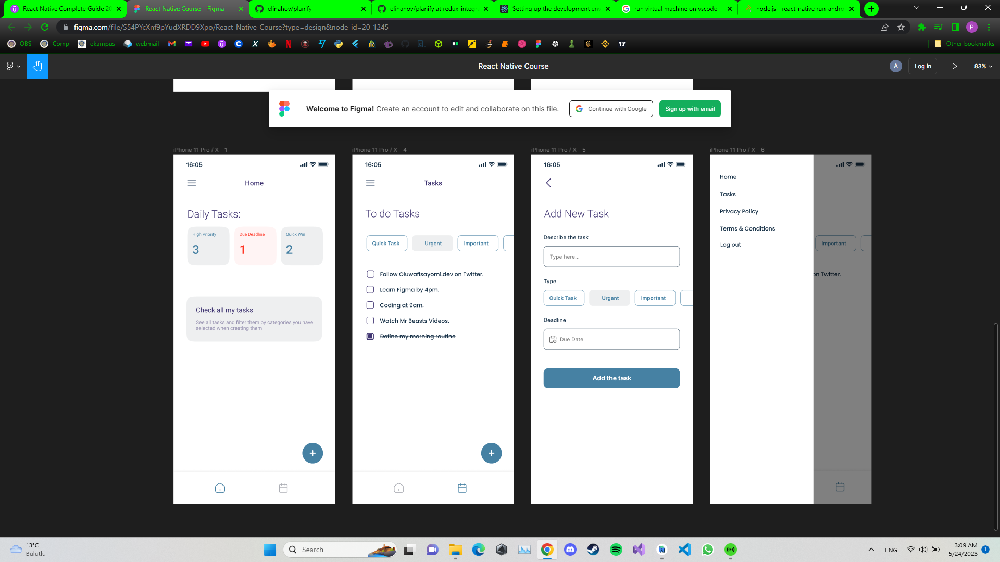 React Native Complete Guide 20
React Native Course – Figma
elinahov/planify
elinahov/planify at redux-integra
Setting up the development env
run virtual machine on vscode -
node.js - react-native run-andro
figma.com/file/S54PYcXnf9pYudXRDD9Xpo/React-Native-Course?type=design&node-id=20-1245
P
OBS
Comp
ekampus
webmail
Other bookmarks
React Native Course
A
Log in
83%
Welcome to Figma! Create an account to edit and collaborate on this file.
Continue with Google
Sign up with email
iPhone 11 Pro / X - 1
16:05
Home
Daily Tasks:
High Priority
3
Due Deadline
1
Quick Win
2
Check all my tasks
See all tasks and filter them by categories you have
selected when creating them
iPhone 11 Pro / X - 4
16:05
Tasks
To do Tasks
Quick Task
Urgent
Important
Follow Oluwafisayomi.dev on Twitter.
Learn Figma by 4pm.
Coding at 9am.
Watch Mr Beasts Videos.
Define my morning routine
iPhone 11 Pro / X - 5
16:05
Add New Task
Describe the task
Type here...
Type
Quick Task
Urgent
Important
Deadline
Due Date
Add the task
iPhone 11 Pro / X - 6
Home
Tasks
Privacy Policy
Terms & Conditions
Log out
Important
on Twitter.
13°C
Bulutlu
Search
ENG
3:09 AM
5/24/2023
1